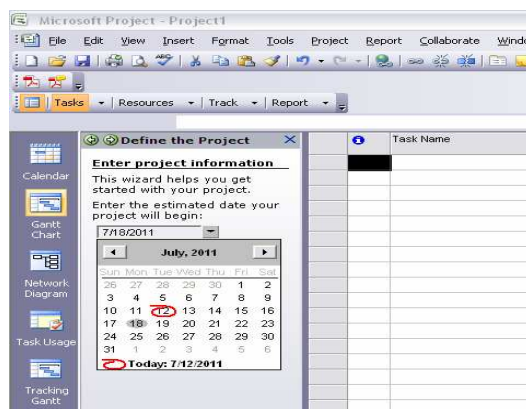 Microsoft Project - Project1
File Edit View Insert Format Tools Project Report Collaborate Windo
Tasks Resources Track Report
Define the Project
Task Name
Enter project information
This wizard helps you get
started with your project.
Enter the estimated date your
project will begin:
7/18/2011
July, 2011
Sun Mon Tue Wed Thu Fri Sat
26 27 28 29 30 1 2
3 4 5 6 7 8 9
10 11 12 13 14 15 16
17 18 19 20 21 22 23
24 25 26 27 28 29 30
31 1 2 3 4 5 6
Today: 7/12/2011
Calendar
Gantt
Chart
Network
Diagram
Task Usage
Tracking
Gantt